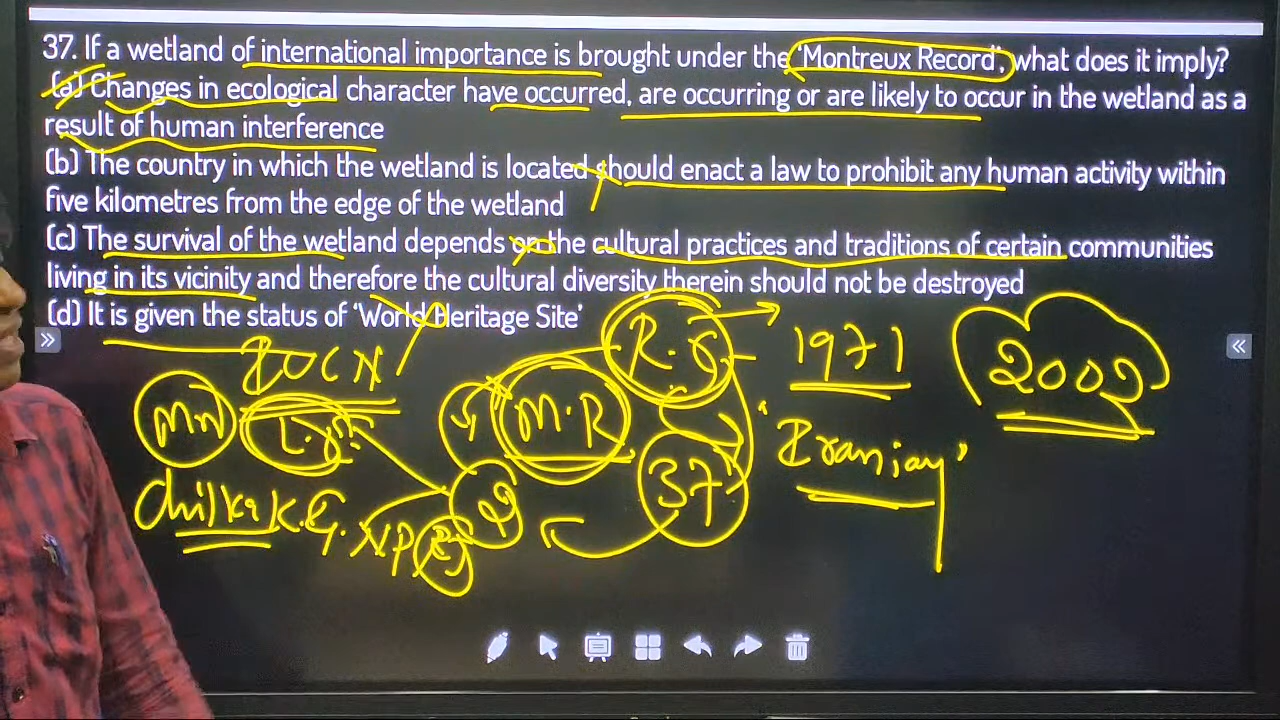 37. If a wetland of international importance is brought under the 'Montreux Record', what does it imply?
(a) Changes in ecological character have occurred, are occurring or are likely to occur in the wetland as a
result of human interference
(b) The country in which the wetland is located should enact a law to prohibit any human activity within
five kilometres from the edge of the wetland
(c) The survival of the wetland depends on the cultural practices and traditions of certain communities
living in its vicinity and therefore the cultural diversity therein should not be destroyed
(d) It is given the status of 'World Heritage Site'
R.S 1971 2002
IUCN
M.R
37
Chilka K.G. NP